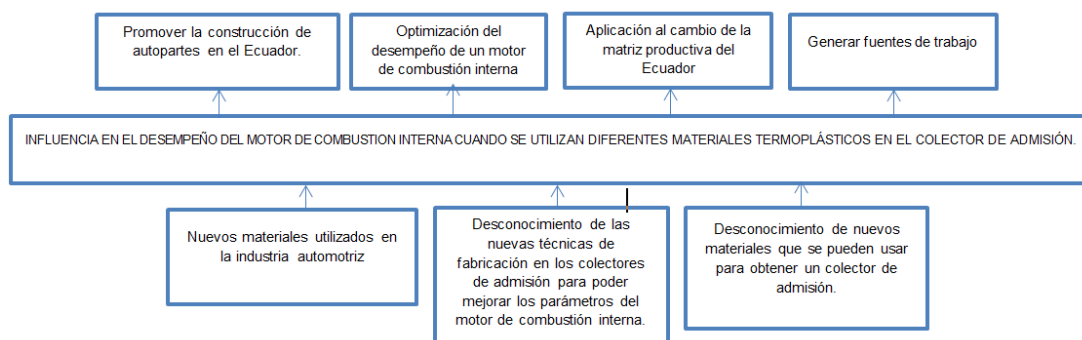 Promover la construcción de
autopartes en el Ecuador.
Optimización del
desempeño de un motor
de combustión interna
Aplicación al cambio de la
matriz productiva del
Ecuador
Generar fuentes de trabajo
INFLUENCIA EN EL DESEMPEÑO DEL MOTOR DE COMBUSTION INTERNA CUANDO SE UTILIZAN DIFERENTES MATERIALES TERMOPLÁSTICOS EN EL COLECTOR DE ADMISIÓN.
Nuevos materiales utilizados en
la industria automotriz
Desconocimiento de las
nuevas técnicas de
fabricación en los colectores
de admisión para poder
mejorar los parámetros del
motor de combustión interna.
Desconocimiento de nuevos
materiales que se pueden usar
para obtener un colector de
admisión.